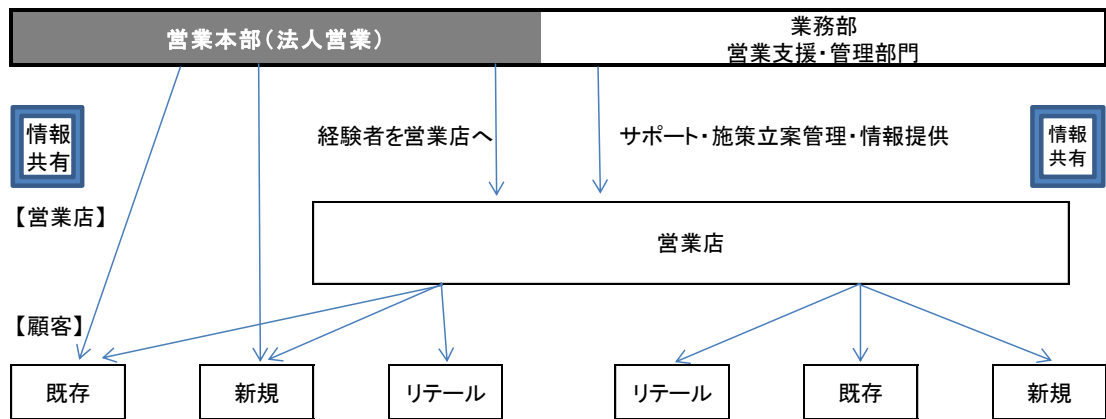 営業本部（法人営業）
業務部
営業支援・管理部門
情報
共有
経験者を営業店へ
サポート・施策立案管理・情報提供
情報
共有
【営業店】
営業店
【顧客】
既存
新規
リテール
リテール
既存
新規